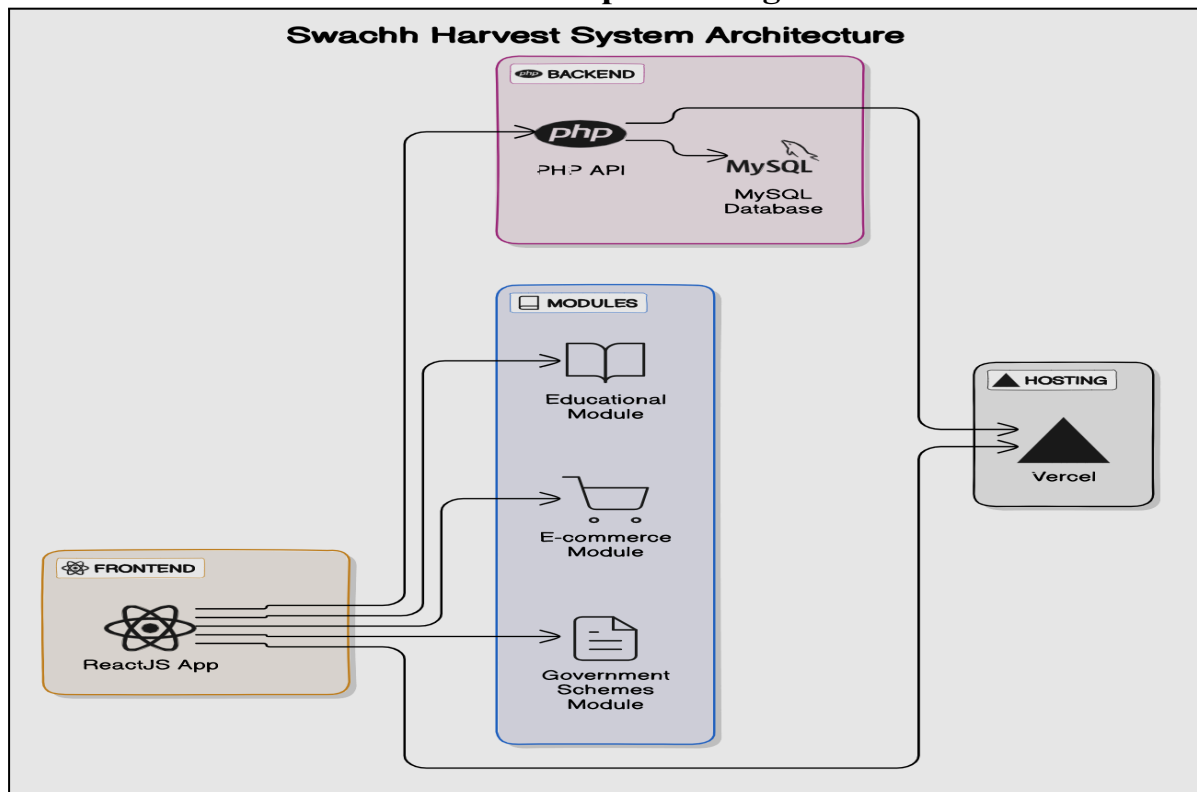 Swachh Harvest System Architecture
php BACKEND
php
PHP API
MySQL
MySQL
Database
MODULES
Educational
Module
E-commerce
Module
Government
Schemes
Module
HOSTING
Vercel
FRONTEND
ReactJS App